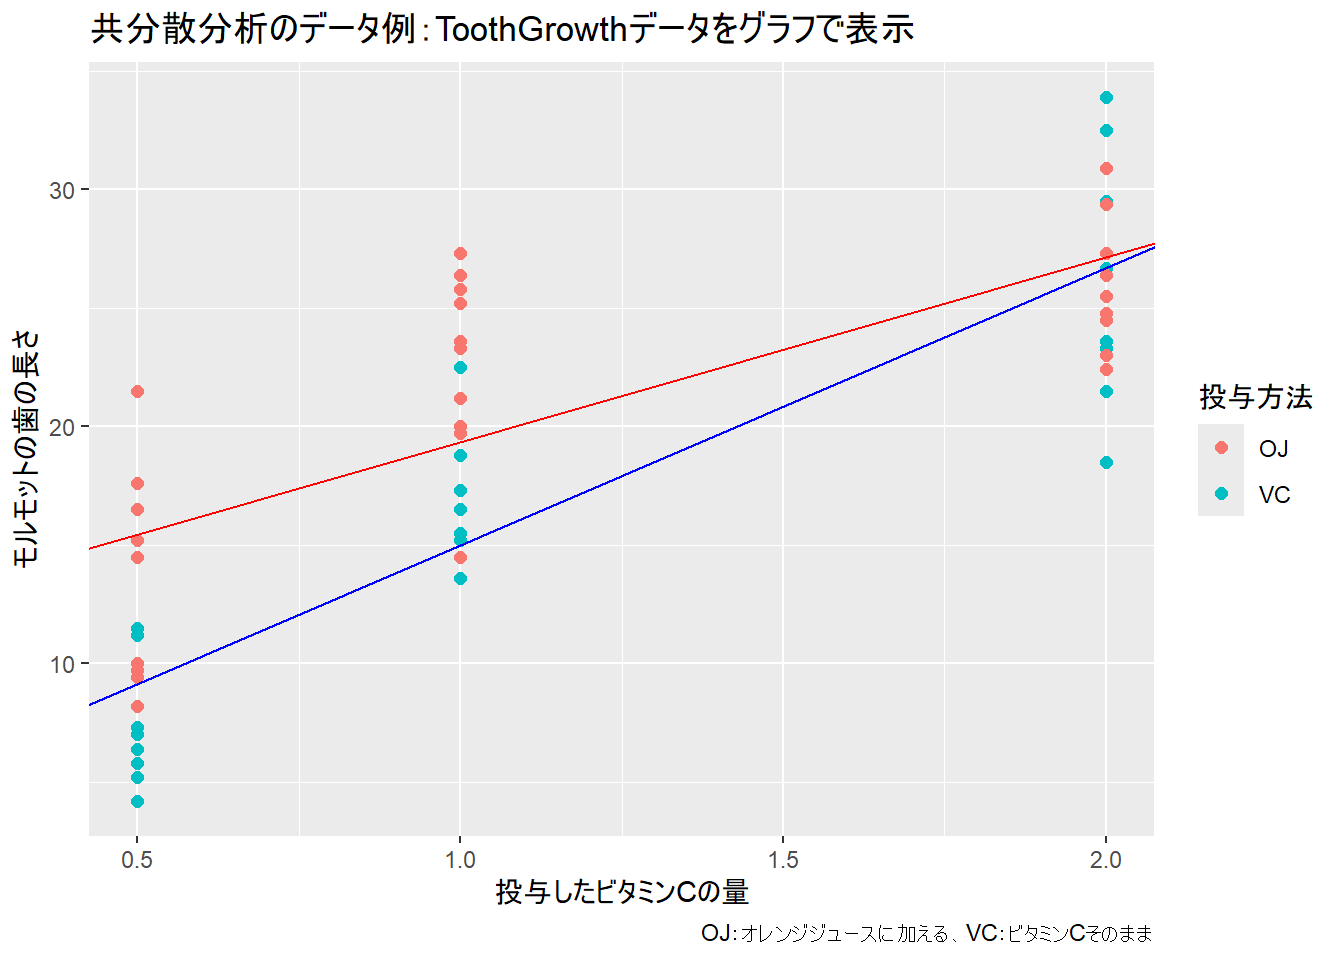 共分散分析のデータ例：ToothGrowthデータをグラフで表示
モルモットの歯の長さ
30
20
10
0.5
1.0
1.5
2.0
投与したビタミンCの量
投与方法
OJ
VC
OJ：オレンジジュースに加える、VC：ビタミンCそのまま